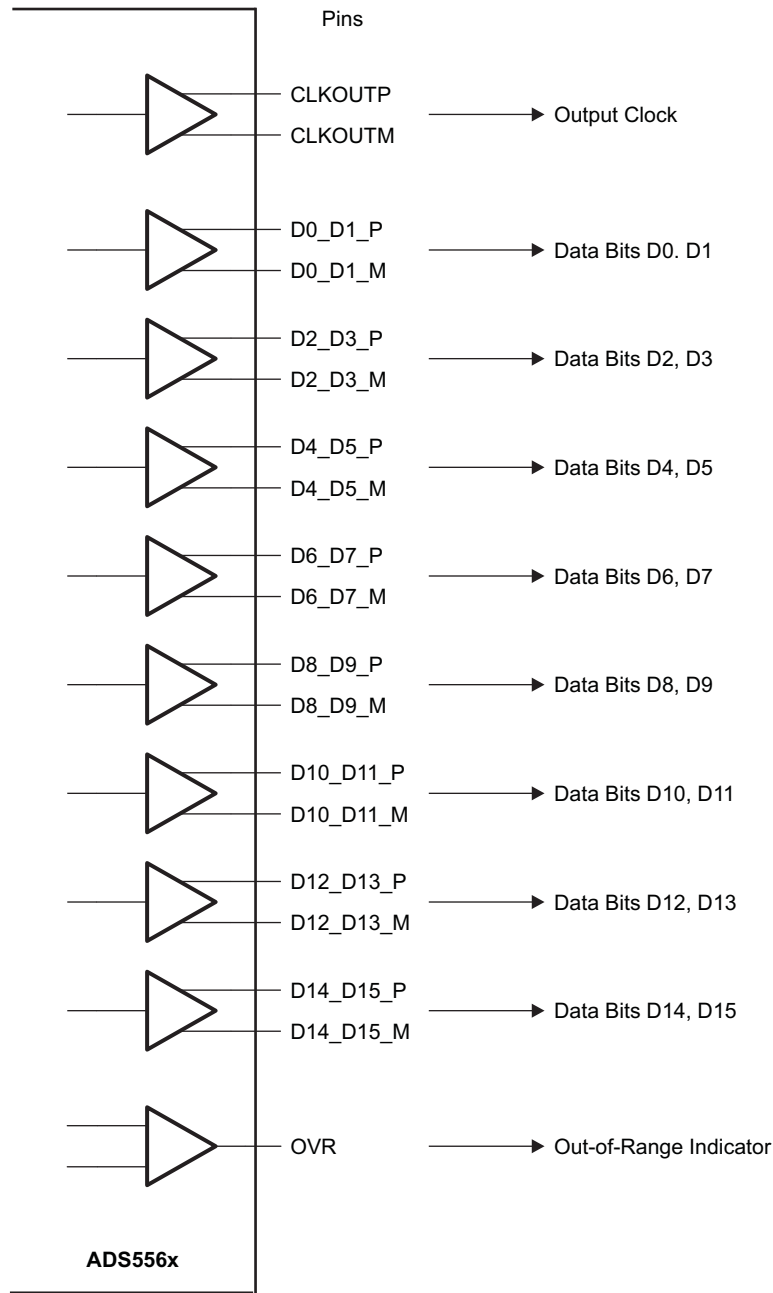 Pins
CLKOUTP
CLKOUTM
Output Clock
D0_D1_P
D0_D1_M
Data Bits D0. D1
D2_D3_P
D2_D3_M
Data Bits D2, D3
D4_D5_P
D4_D5_M
Data Bits D4, D5
D6_D7_P
D6_D7_M
Data Bits D6, D7
D8_D9_P
D8_D9_M
Data Bits D8, D9
D10_D11_P
D10_D11_M
Data Bits D10, D11
D12_D13_P
D12_D13_M
Data Bits D12, D13
D14_D15_P
D14_D15_M
Data Bits D14, D15
OVR
Out-of-Range Indicator
ADS556x